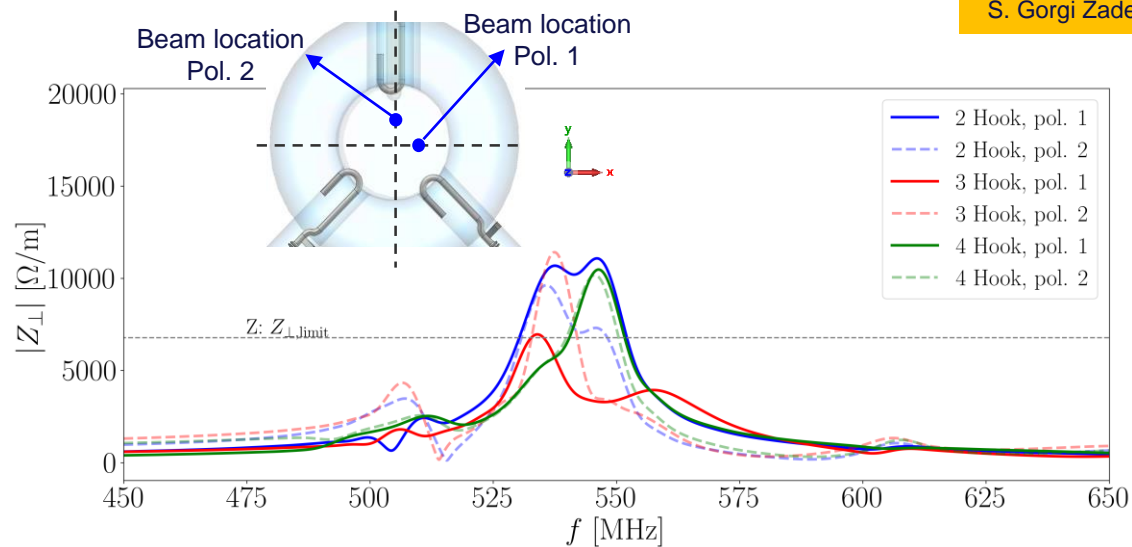 S. Gorgi Zade
Beam location
Pol. 2
Beam location
Pol. 1
|Z⊥| [Ω/m]
20000
15000
10000
5000
0
y
z
x
2 Hook, pol. 1
2 Hook, pol. 2
3 Hook, pol. 1
3 Hook, pol. 2
4 Hook, pol. 1
4 Hook, pol. 2
Z: Z⊥,limit
450 475 500 525 550 575 600 625 650
f [MHz]